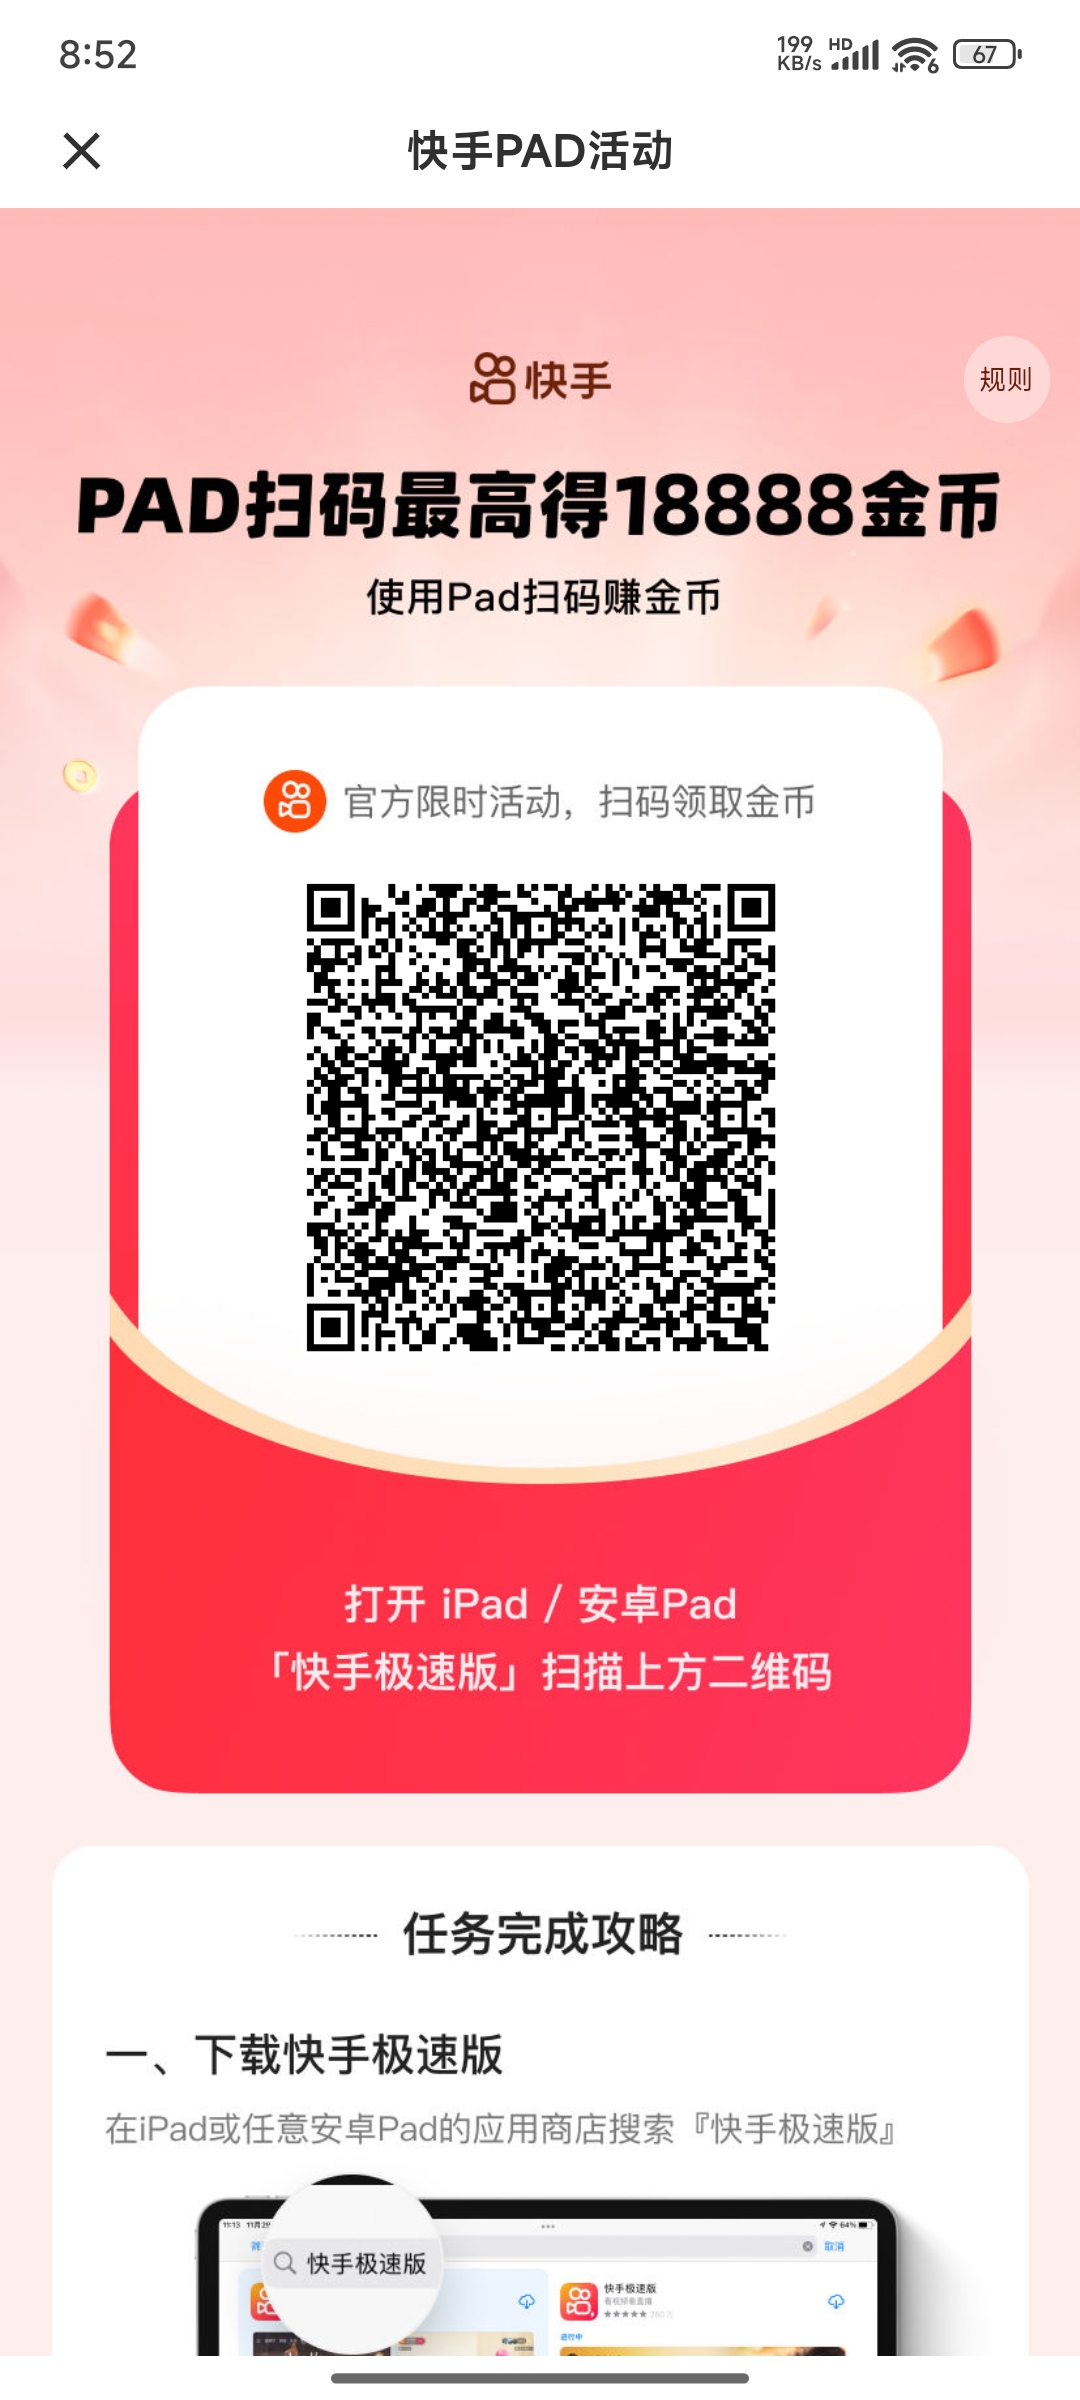 8:52
199 KB/s HD 6 67
快手PAD活动
快手
规则
PAD扫码最高得18888金币
使用Pad扫码赚金币
官方限时活动，扫码领取金币
打开 iPad / 安卓Pad
「快手极速版」扫描上方二维码
任务完成攻略
一、下载快手极速版
在iPad或任意安卓Pad的应用商店搜索『快手极速版』
64%
取消
快手极速版
快手极速版